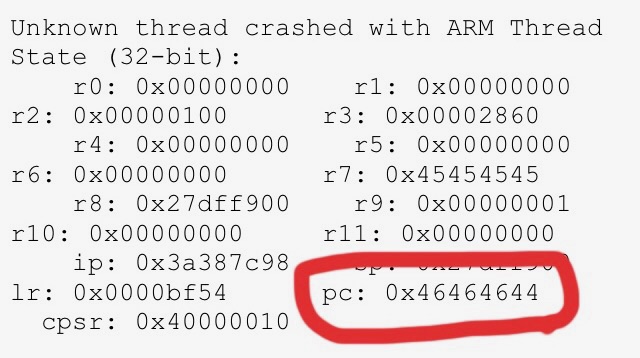 Unknown thread crashed with ARM Thread
State (32-bit):
r0: 0x00000000 r1: 0x00000000
r2: 0x00000100 r3: 0x00002860
r4: 0x00000000 r5: 0x00000000
r6: 0x00000000 r7: 0x45454545
r8: 0x27dff900 r9: 0x00000001
r10: 0x00000000 r11: 0x00000000
ip: 0x3a387c98 sp: 0x27dff900
lr: 0x0000bf54 pc: 0x46464644
cpsr: 0x40000010